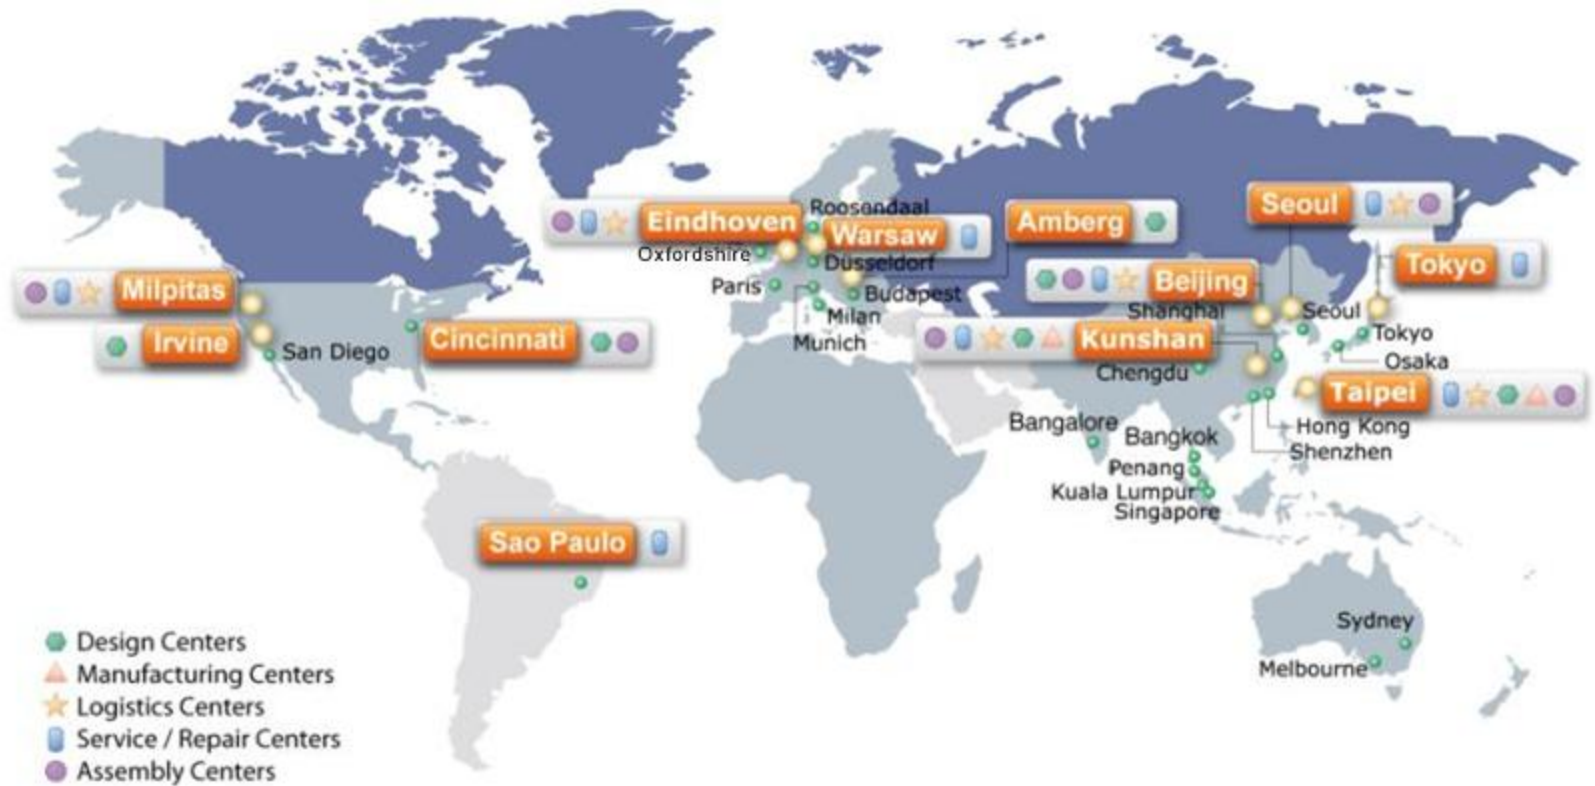 Roosendaal
Seoul
Eindhoven
Warsaw
Amberg
Oxfordshire
Düsseldorf
Tokyo
Beijing
Paris
Budapest
Milpitas
Shanghai
Seoul
Milan
Tokyo
Irvine
San Diego
Cincinnati
Munich
Kunshan
Osaka
Chengdu
Taipei
Bangalore
Hong Kong
Bangkok
Shenzhen
Penang
Kuala Lumpur
Singapore
Sao Paulo
Sydney
Melbourne
Design Centers
Manufacturing Centers
Logistics Centers
Service / Repair Centers
Assembly Centers